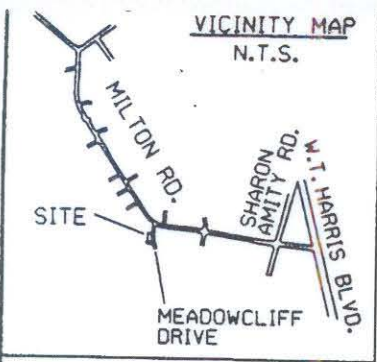 VICINITY MAP
N.T.S.
MILTON RD.
SHARON
AMITY RD.
W.T. HARRIS BLVD.
SITE
MEADOWCLIFF
DRIVE